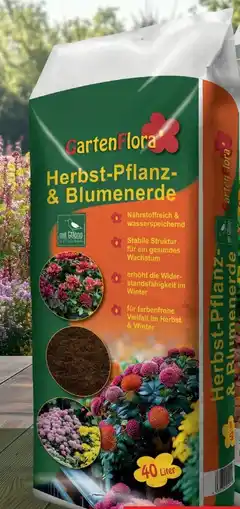 GartenFlora
Herbst-Pflanz-
& Blumenerde
Nährstoffreich &
wasserspeichernd
Stabile Struktur
für ein gesundes
Wachstum
erhöht die Wider-
standsfähigkeit im
Winter
für farbenfrohe
Vielfalt im Herbst
& Winter
40 Liter
Herbst-Pflanz-
& Blumenerde